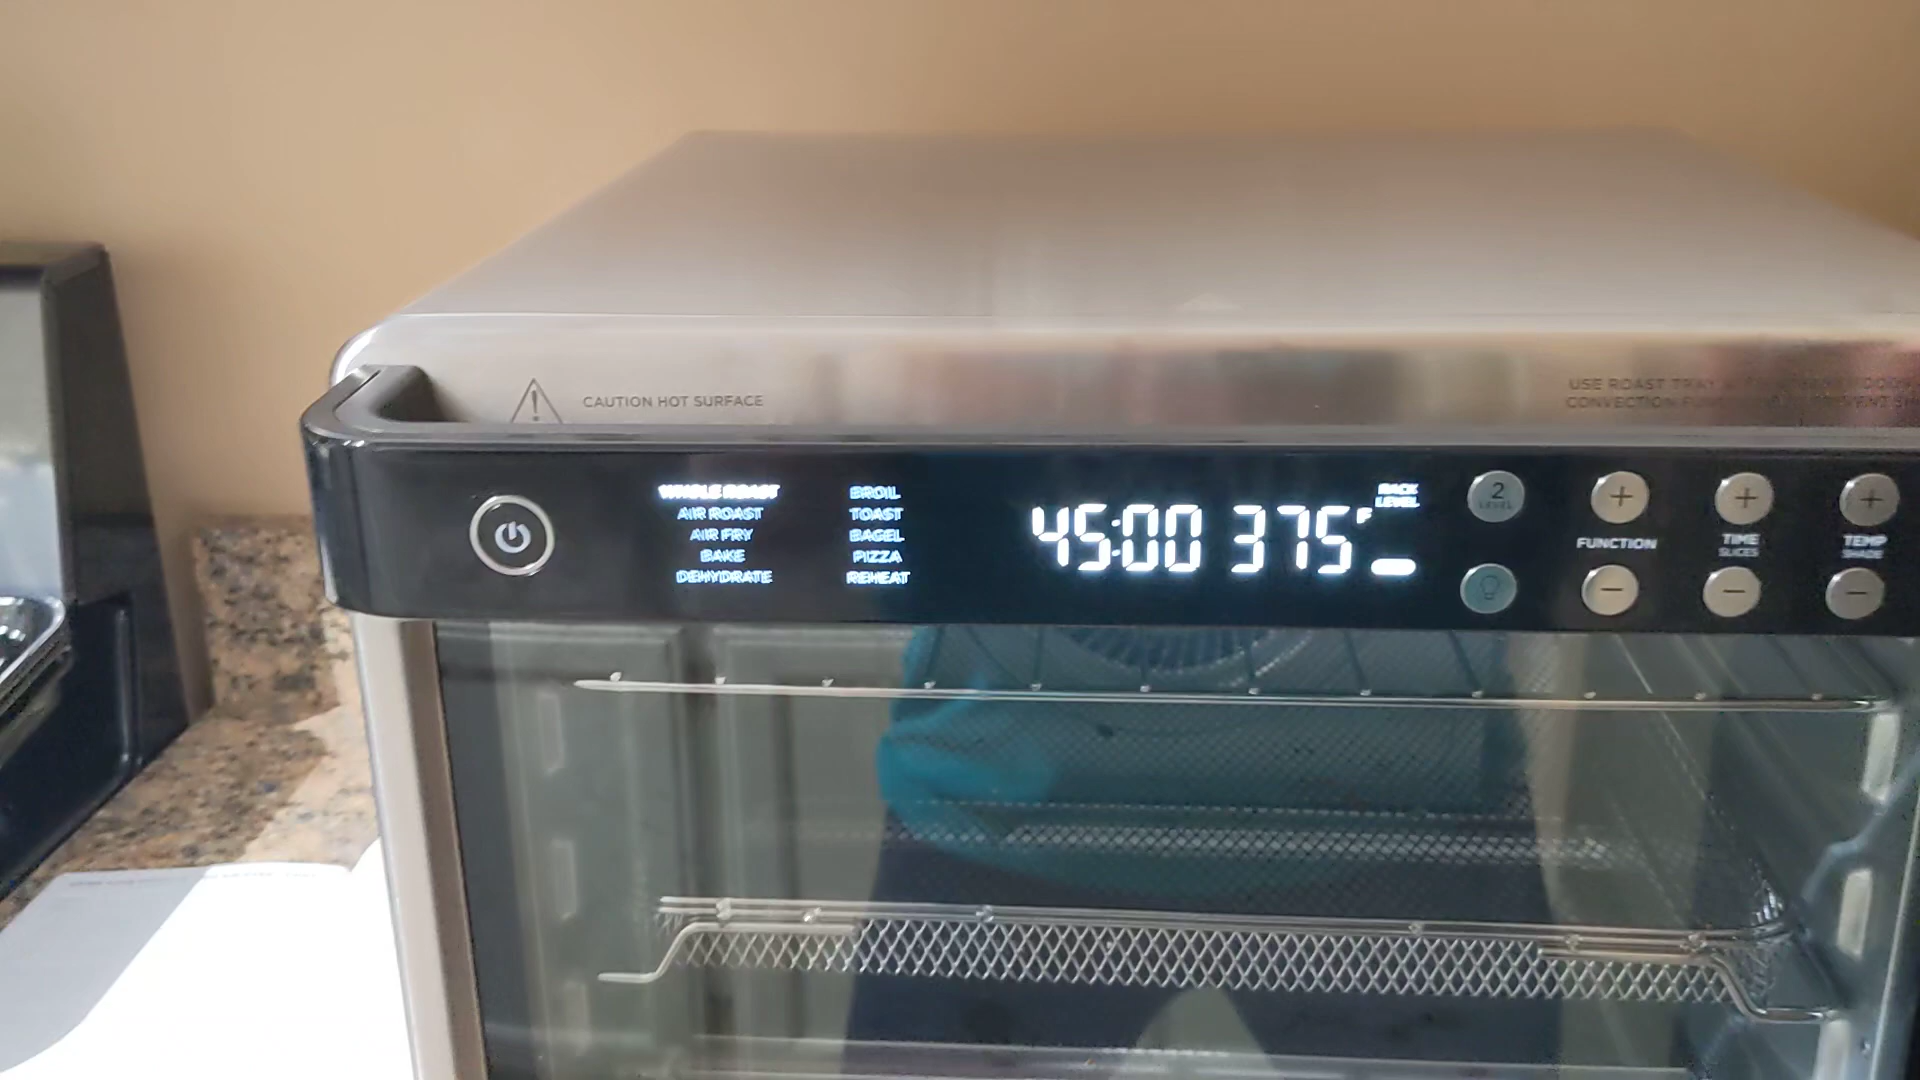 CAUTION HOT SURFACE
USE ROAST TRAY
CONVECTION
WHOLE ROAST
AIR ROAST
AIR FRY
BAKE
DEHYDRATE
BROIL
TOAST
BAGEL
PIZZA
REHEAT
45:00 375°F
RACK
LEVEL
2
LEVEL
FUNCTION
TIME
SLICES
TEMP
SHADE